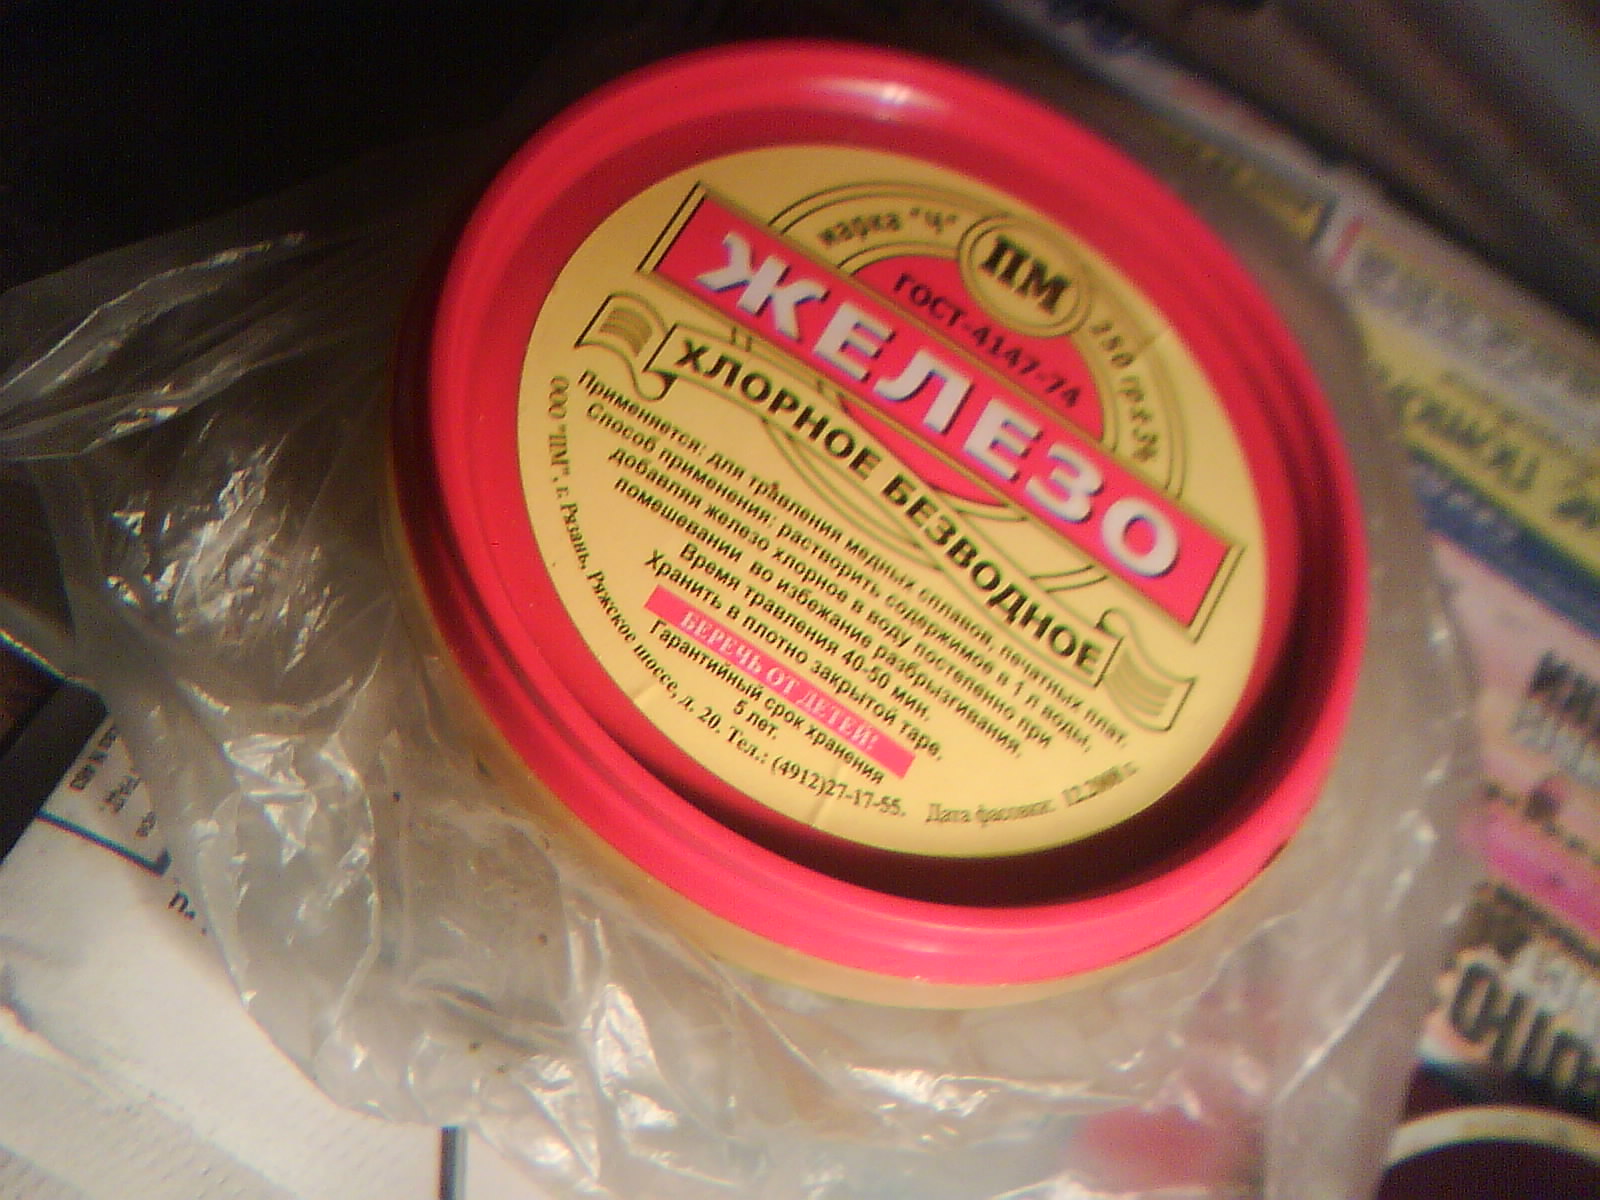 марка "Ч"
ПМ
250 гр.±3%
ГОСТ-4147-74
ЖЕЛЕЗО
ХЛОРНОЕ БЕЗВОДНОЕ
Применяется: для травления медных сплавов, печатных плат.
Способ применения: растворить содержимое в 1 л воды,
добавляя железо хлорное в воду постепенно при
помешевании во избежание разбрызгивания.
Время травления 40-50 мин.
Хранить в плотно закрытой таре.
БЕРЕЧЬ ОТ ДЕТЕЙ!
Гарантийный срок хранения
5 лет.
ООО "ПМ", г. Рязань, Ряжское шоссе, д. 20. Тел.: (4912)27-17-55. Дата фасовки: